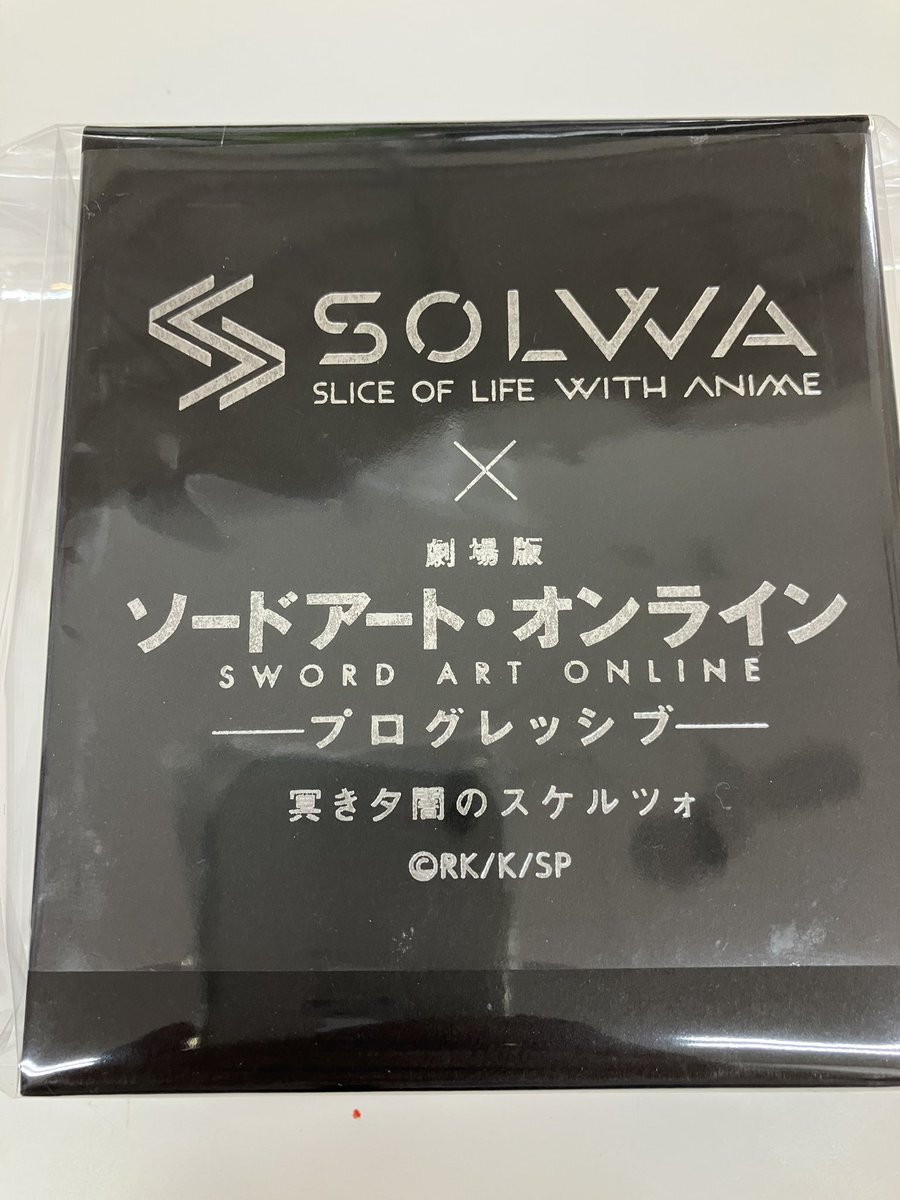 SOLWA
SLICE OF LIFE WITH ANIME
×
劇場版
ソードアート・オンライン
SWORD ART ONLINE
プログレッシブ
冥き夕闇のスケルツォ
©RK/K/SP